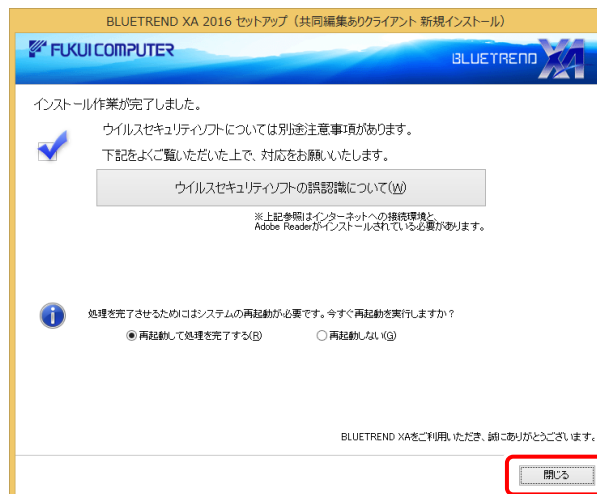 BLUETREND XA 2016 セットアップ（共同編集ありクライアント 新規インストール）
FUKUI COMPUTER
BLUETREND XA
インストール作業が完了しました。
ウイルスセキュリティソフトについては別途注意事項があります。
下記をよくご覧いただいた上で、対応をお願いいたします。
ウイルスセキュリティソフトの誤認識について(W)
※上記参照はインターネットへの接続環境と、
Adobe Readerがインストールされている必要があります。
処理を完了させるためにはシステムの再起動が必要です。今すぐ再起動を実行しますか？
再起動して処理を完了する(R)
再起動しない(G)
BLUETREND XAをご利用いただき、誠にありがとうございます。
閉じる